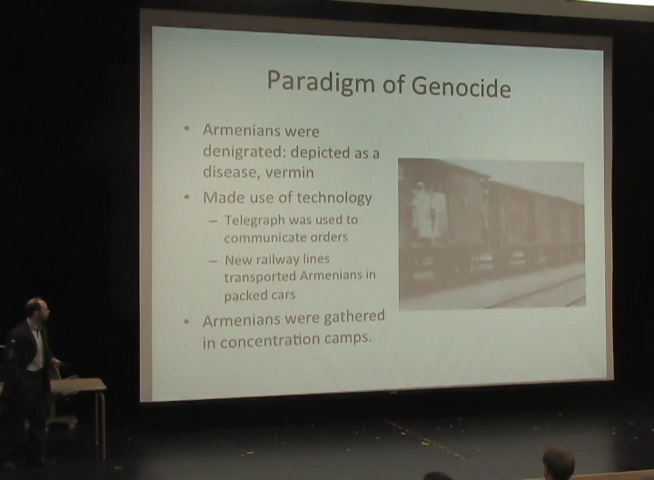 Paradigm of Genocide
• Armenians were
denigrated: depicted as a
disease, vermin
• Made use of technology
– Telegraph was used to
communicate orders
– New railway lines
transported Armenians in
packed cars
• Armenians were gathered
in concentration camps.